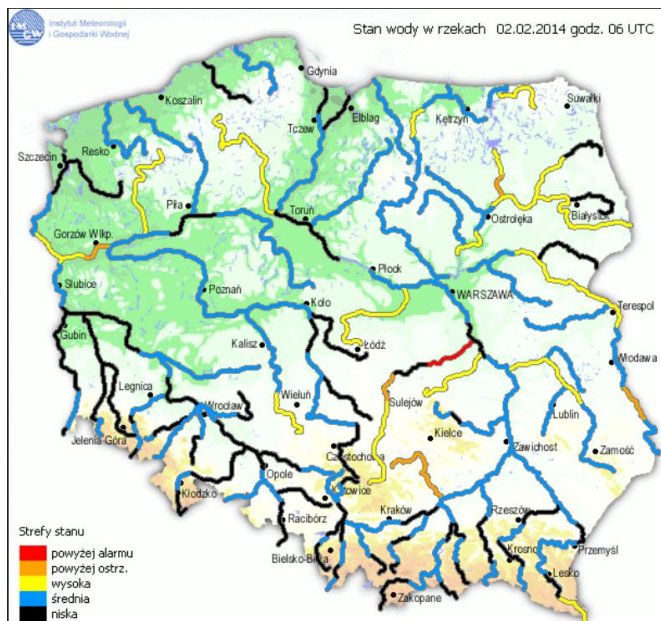 IMGW
Instytut Meteorologii
i Gospodarki Wodnej
Stan wody w rzekach 02.02.2014 godz. 06 UTC
Gdynia
Koszalin
Suwałki
Elbląg
Kętrzyn
Tczew
Resko
Szczecin
Piła
Toruń
Ostrołęka
Białystok
Gorzów Wlkp.
Płock
Słubice
Poznań
WARSZAWA
Koło
Terespol
Gubin
Kalisz
Łódź
Włodawa
Legnica
Wieluń
Sulejów
Lublin
Wrocław
Jelenia Góra
Kielce
Zawichost
Zamość
Częstochowa
Opole
Kłodzko
Katowice
Racibórz
Kraków
Rzeszów
Strefy stanu
Przemyśl
powyżej alarmu
Bielsko-Biała
Krosno
powyżej ostrz.
Lesko
wysoka
Zakopane
średnia
niska